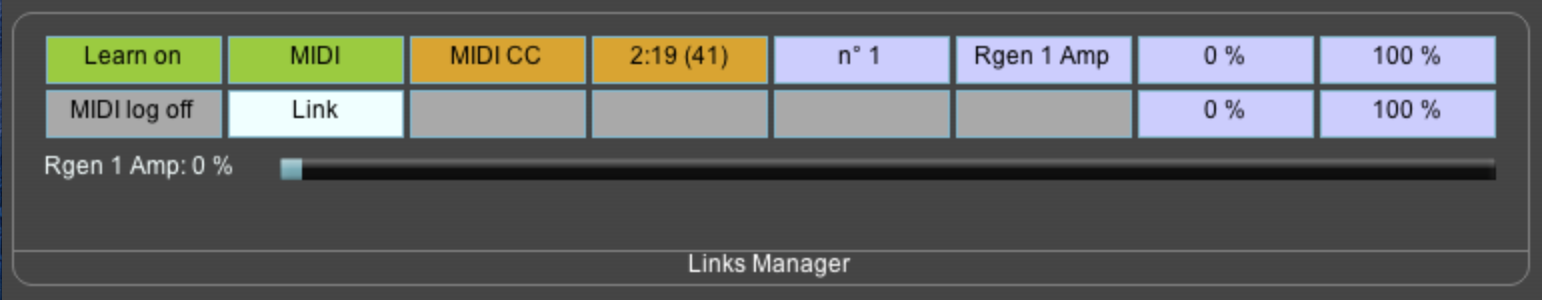 Learn on MIDI MIDI CC 2:19 (41) n° 1 Rgen 1 Amp 0 % 100 %
MIDI log off Link 0 % 100 %
Rgen 1 Amp: 0 %
Links Manager